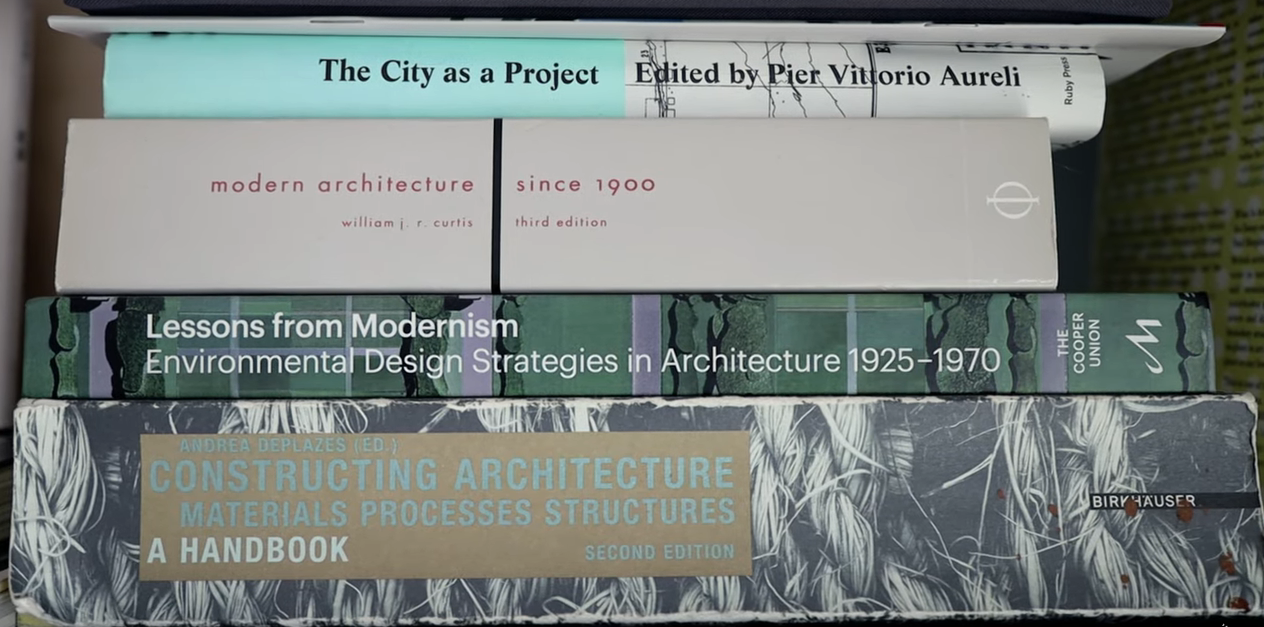 The City as a Project
Edited by Pier Vittorio Aureli
Ruby Press
modern architecture since 1900
william j. r. curtis third edition
Lessons from Modernism
Environmental Design Strategies in Architecture 1925–1970
THE
COOPER
UNION
ANDREA DEPLAZES (ED.)
CONSTRUCTING ARCHITECTURE
MATERIALS PROCESSES STRUCTURES
A HANDBOOK
SECOND EDITION
BIRKHÄUSER